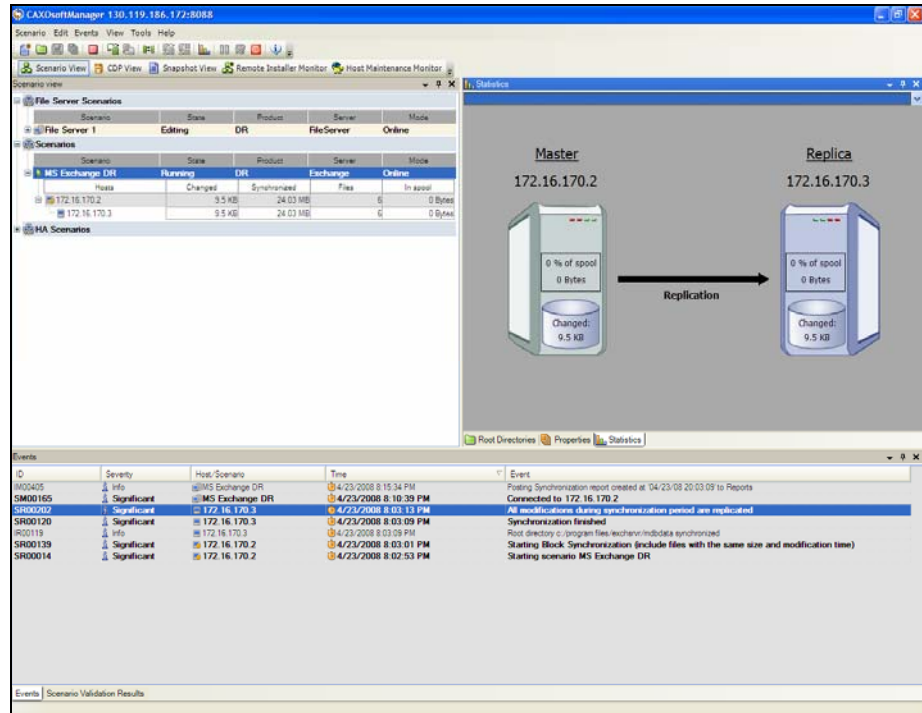 CAXOsoftManager 130.119.186.172:8088
Scenario Edit Events View Tools Help
Scenario View CDP View Snapshot View Remote Installer Monitor Host Maintenance Monitor
Scenario view
Statistics
File Server Scenarios
Scenario State Product Server Mode
File Server 1 Editing DR FileServer Online
Scenarios
Scenario State Product Server Mode
MS Exchange DR Running DR Exchange Online
Hosts Changed Synchronized Files In spool
172.16.170.2 9.5 KB 24.03 MB 6 0 Bytes
172.16.170.3 9.5 KB 24.03 MB 6 0 Bytes
HA Scenarios
Master Replica
172.16.170.2 172.16.170.3
0 % of spool 0 % of spool
0 Bytes 0 Bytes
Replication
Changed: Changed:
9.5 KB 9.5 KB
Root Directories Properties Statistics
Events
ID Severity Host/Scenario Time Event
IM00405 Info MS Exchange DR 4/23/2008 8:15:34 PM Posting Synchronization report created at '04/23/08 20:03:09' to Reports
SM00165 Significant MS Exchange DR 4/23/2008 8:10:39 PM Connected to 172.16.170.2
SR00202 Significant 172.16.170.3 4/23/2008 8:03:13 PM All modifications during synchronization period are replicated
SR00120 Significant 172.16.170.3 4/23/2008 8:03:09 PM Synchronization finished
IR00119 Info 172.16.170.3 4/23/2008 8:03:09 PM Root directory c:/program files/exchsrvr/mdbdata synchronized
SR00139 Significant 172.16.170.2 4/23/2008 8:03:01 PM Starting Block Synchronization (include files with the same size and modification time)
SR00014 Significant 172.16.170.2 4/23/2008 8:02:53 PM Starting scenario MS Exchange DR
Events Scenario Validation Results